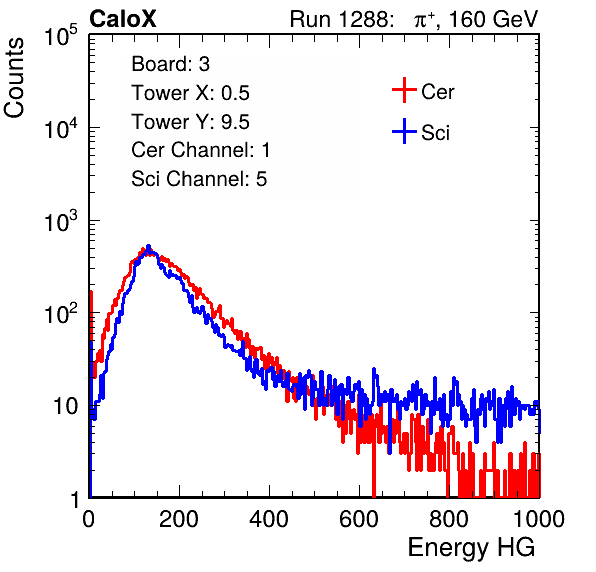 CaloX Run 1288: π⁺, 160 GeV
Counts
10⁵
10⁴
10³
10²
10
1
Board: 3
Tower X: 0.5
Tower Y: 9.5
Cer Channel: 1
Sci Channel: 5
Cer
Sci
0 200 400 600 800 1000
Energy HG